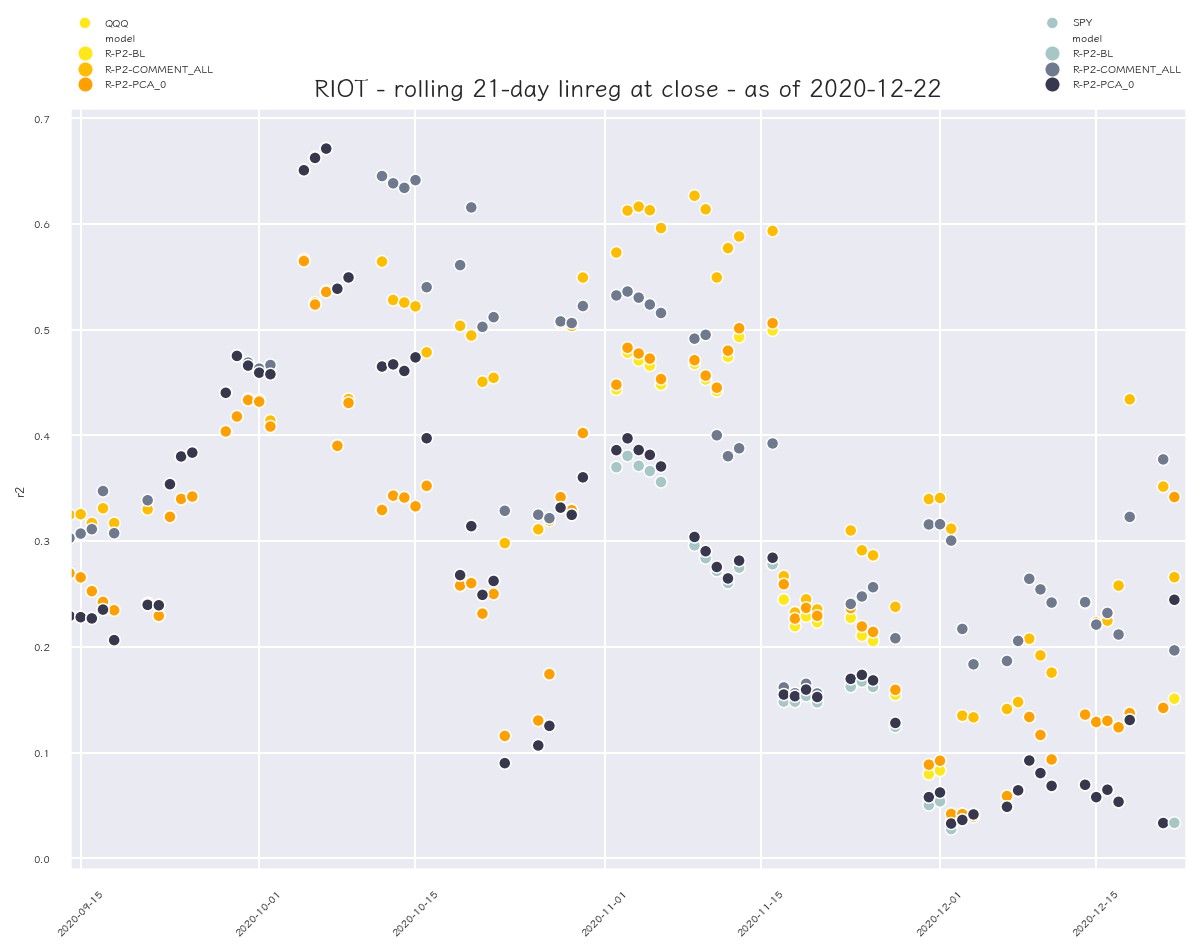 QQQ
model
R-P2-BL
R-P2-COMMENT_ALL
R-P2-PCA_0
SPY
model
R-P2-BL
R-P2-COMMENT_ALL
R-P2-PCA_0
RIOT - rolling 21-day linreg at close - as of 2020-12-22
0.7
0.6
0.5
0.4
0.3
0.2
0.1
0.0
r2
2020-09-15
2020-10-01
2020-10-15
2020-11-01
2020-11-15
2020-12-01
2020-12-15